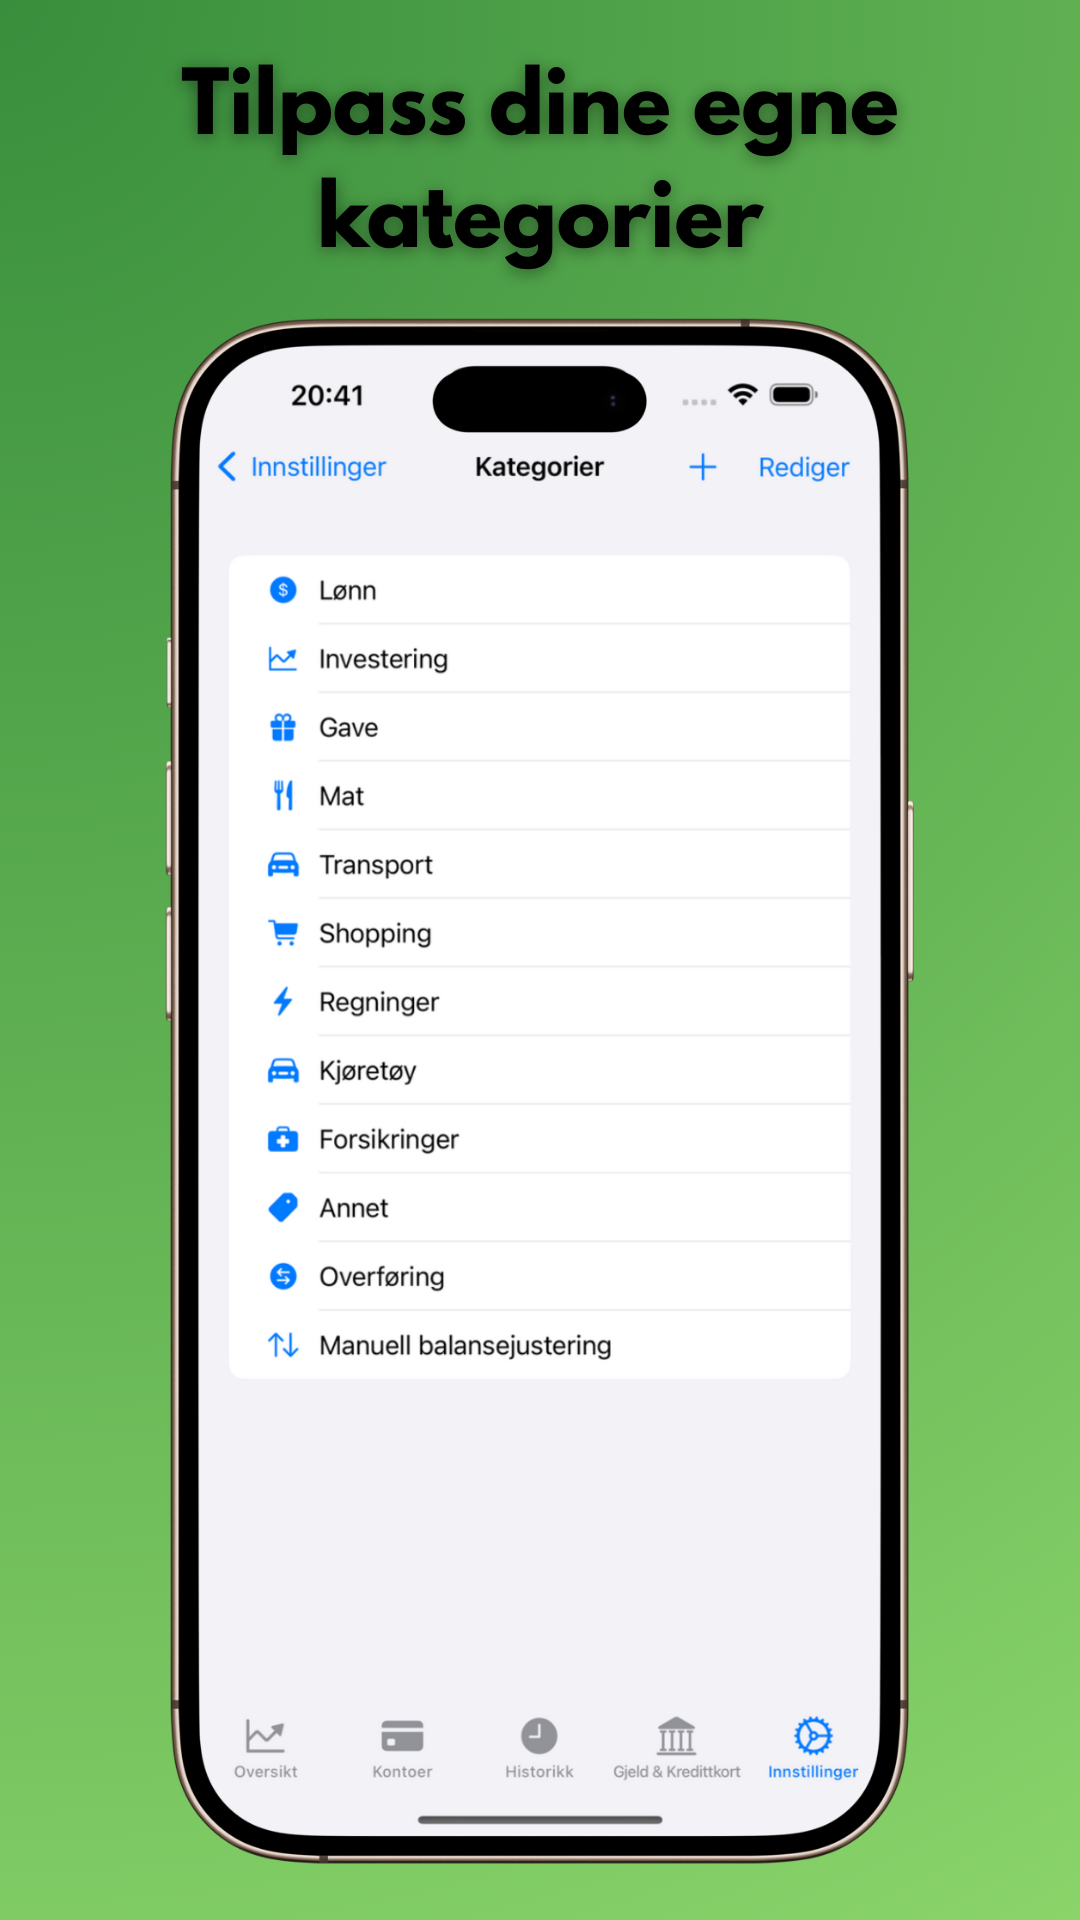 Tilpass dine egne
kategorier
20:41
Innstillinger
Kategorier
Rediger
Lønn
Investering
Gave
Mat
Transport
Shopping
Regninger
Kjøretøy
Forsikringer
Annet
Overføring
Manuell balansejustering
Oversikt
Kontoer
Historikk
Gjeld & Kredittkort
Innstillinger